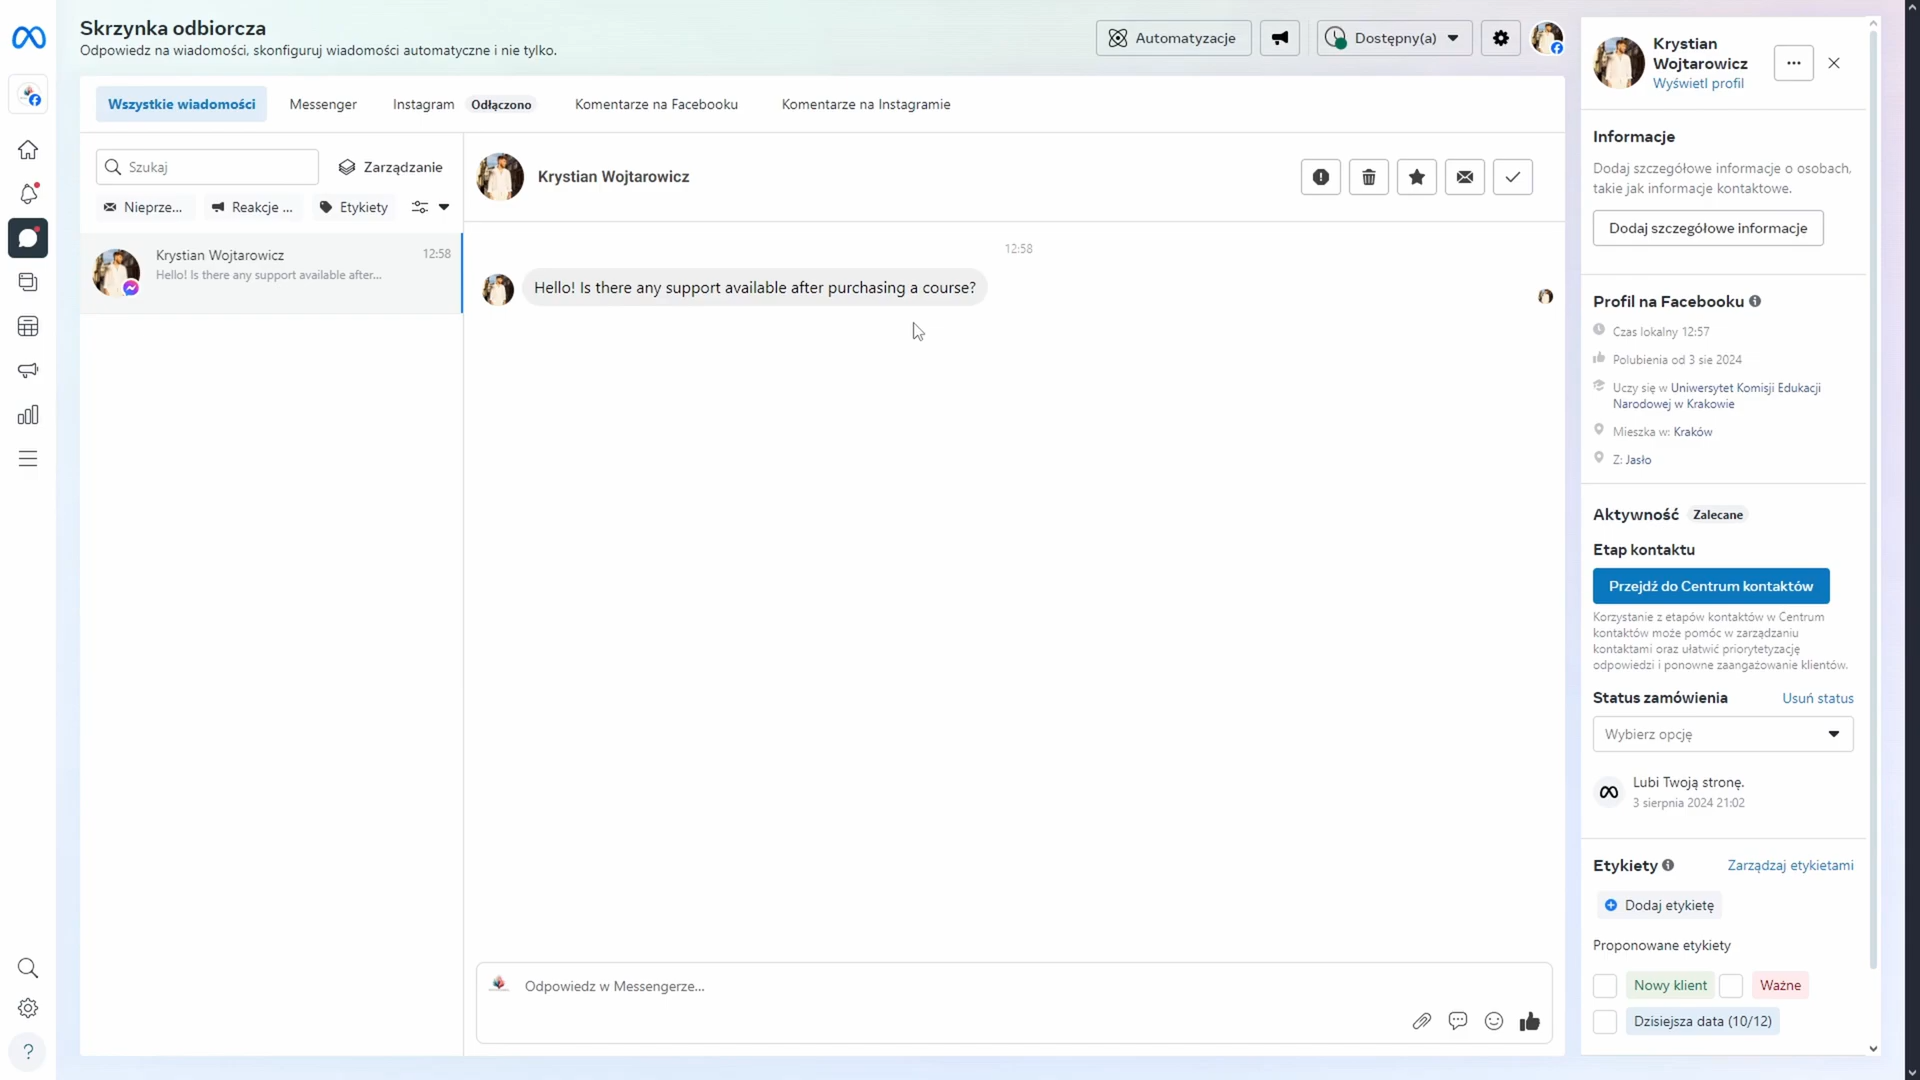 Skrzynka odbiorcza
Odpowiedz na wiadomości, skonfiguruj wiadomości automatyczne i nie tylko.
Automatyzacje
Dostępny(a)
Wszystkie wiadomości
Messenger
Instagram Odłączono
Komentarze na Facebooku
Komentarze na Instagramie
Szukaj
Zarządzanie
Nieprze...
Reakcje ...
Etykiety
Krystian Wojtarowicz 12:58
Hello! Is there any support available after...
Krystian Wojtarowicz
12:58
Hello! Is there any support available after purchasing a course?
Odpowiedz w Messengerze...
Krystian
Wojtarowicz
Wyświetl profil
Informacje
Dodaj szczegółowe informacje o osobach,
takie jak informacje kontaktowe.
Dodaj szczegółowe informacje
Profil na Facebooku
Czas lokalny 12:57
Polubienia od 3 sie 2024
Uczy się w Uniwersytet Komisji Edukacji
Narodowej w Krakowie
Mieszka w: Kraków
Z: Jasło
Aktywność Zalecane
Etap kontaktu
Przejdź do Centrum kontaktów
Korzystanie z etapów kontaktów w Centrum
kontaktów może pomóc w zarządzaniu
kontaktami oraz ułatwić priorytetyzację
odpowiedzi i ponowne zaangażowanie klientów.
Status zamówienia Usuń status
Wybierz opcję
Lubi Twoją stronę.
3 sierpnia 2024 21:02
Etykiety Zarządzaj etykietami
Dodaj etykietę
Proponowane etykiety
Nowy klient Ważne
Dzisiejsza data (10/12)